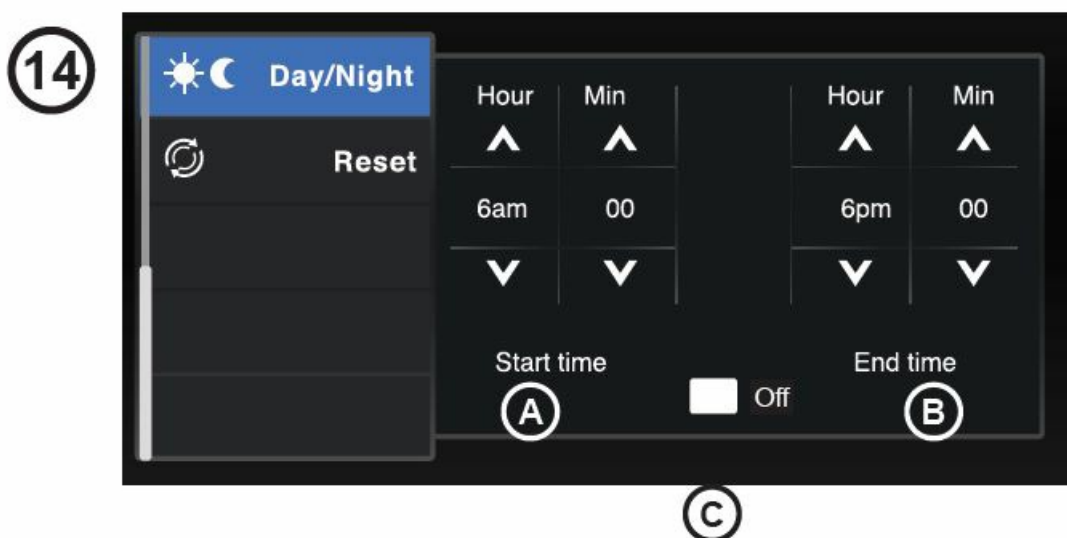 14
Day/Night
Reset
Hour Min Hour Min
6am 00 6pm 00
Start time End time
A Off B
C